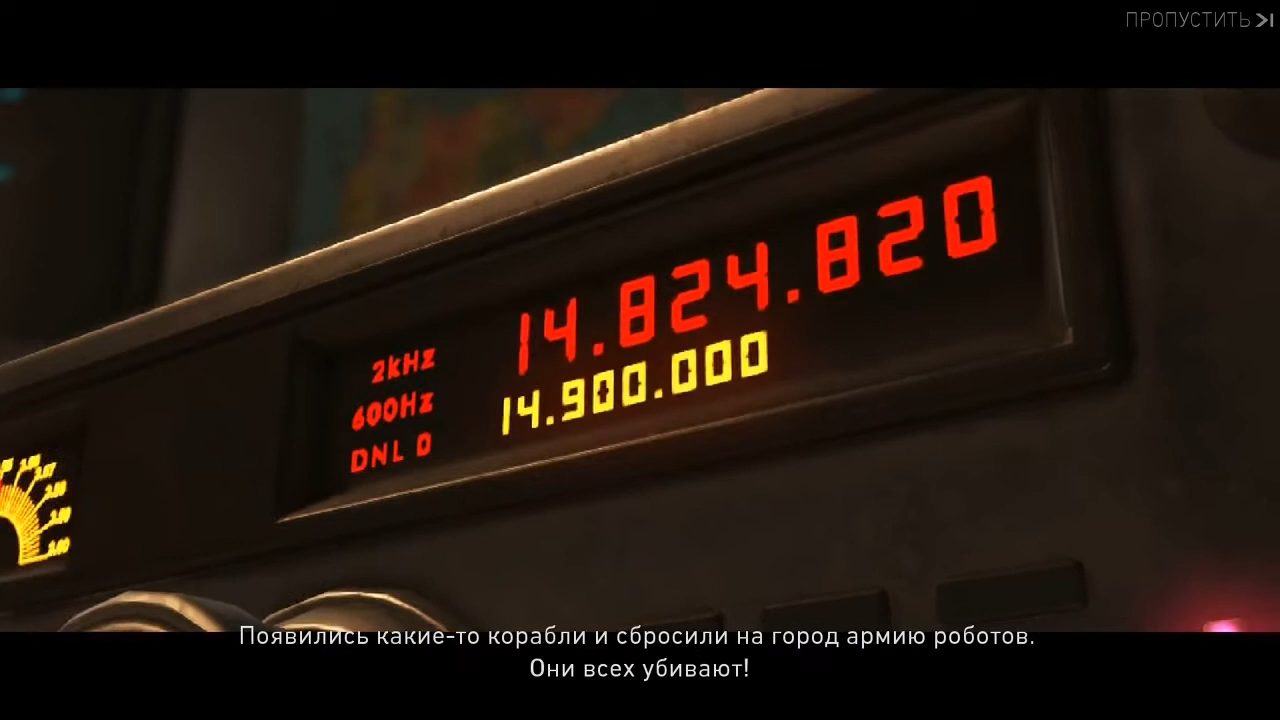 ПРОПУСТИТЬ
14.824.820
2kHz
14.900.000
600Hz
DNL 0
Появились какие-то корабли и сбросили на город армию роботов.
Они всех убивают!